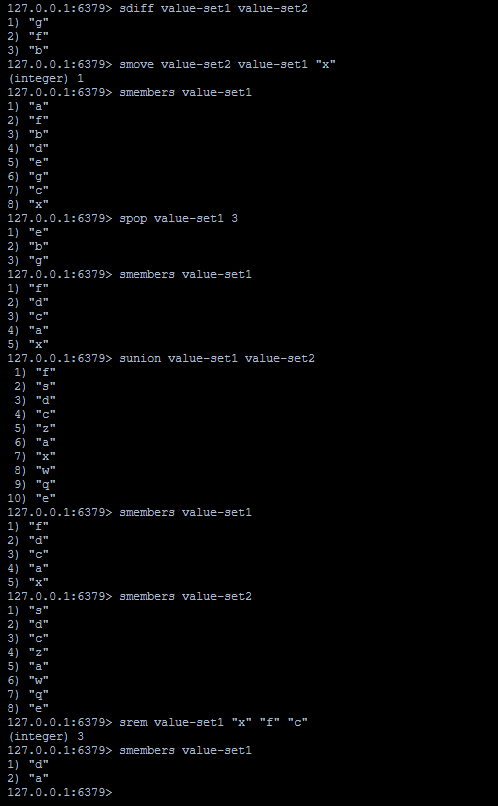 127.0.0.1:6379> sdiff value-set1 value-set2
1) "g"
2) "f"
3) "b"
127.0.0.1:6379> smove value-set2 value-set1 "x"
(integer) 1
127.0.0.1:6379> smembers value-set1
1) "a"
2) "f"
3) "b"
4) "d"
5) "e"
6) "g"
7) "c"
8) "x"
127.0.0.1:6379> spop value-set1 3
1) "e"
2) "b"
3) "g"
127.0.0.1:6379> smembers value-set1
1) "f"
2) "d"
3) "c"
4) "a"
5) "x"
127.0.0.1:6379> sunion value-set1 value-set2
 1) "f"
 2) "s"
 3) "d"
 4) "c"
 5) "z"
 6) "a"
 7) "x"
 8) "w"
 9) "q"
10) "e"
127.0.0.1:6379> smembers value-set1
1) "f"
2) "d"
3) "c"
4) "a"
5) "x"
127.0.0.1:6379> smembers value-set2
1) "s"
2) "d"
3) "c"
4) "z"
5) "a"
6) "w"
7) "q"
8) "e"
127.0.0.1:6379> srem value-set1 "x" "f" "c"
(integer) 3
127.0.0.1:6379> smembers value-set1
1) "d"
2) "a"
127.0.0.1:6379>